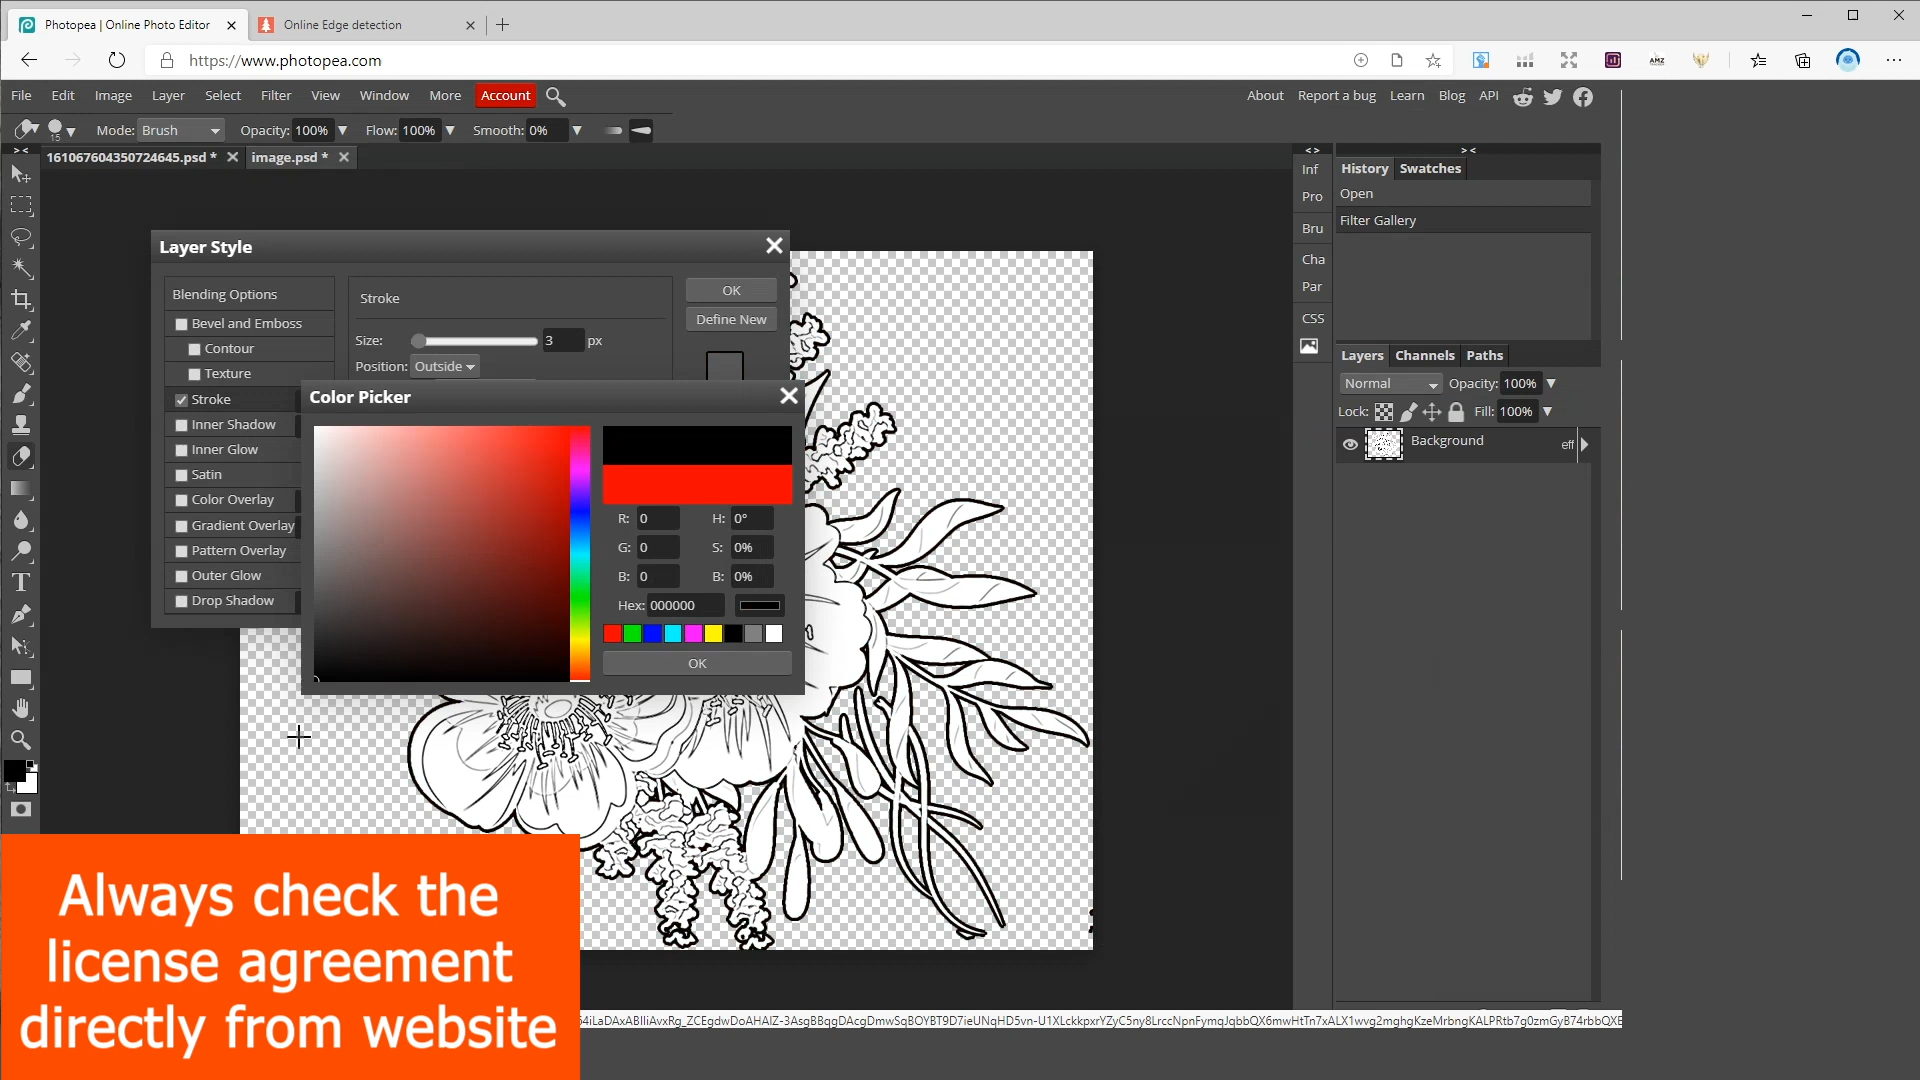 Photopea | Online Photo Editor
Online Edge detection
https://www.photopea.com
AMZ
File Edit Image Layer Select Filter View Window More Account
About Report a bug Learn Blog API
15 Mode: Brush Opacity: 100% Flow: 100% Smooth: 0%
161067604350724645.psd * image.psd *
Layer Style
Blending Options
Bevel and Emboss
Contour
Texture
Stroke
Inner Shadow
Inner Glow
Satin
Color Overlay
Gradient Overlay
Pattern Overlay
Outer Glow
Drop Shadow
Stroke
Size: 3 px
Position: Outside
OK
Define New
Color Picker
R: 0 H: 0°
G: 0 S: 0%
B: 0 B: 0%
Hex: 000000
OK
Inf
Pro
Bru
Cha
Par
CSS
History Swatches
Open
Filter Gallery
Layers Channels Paths
Normal Opacity: 100%
Lock: Fill: 100%
Background eff
Always check the
license agreement
directly from website